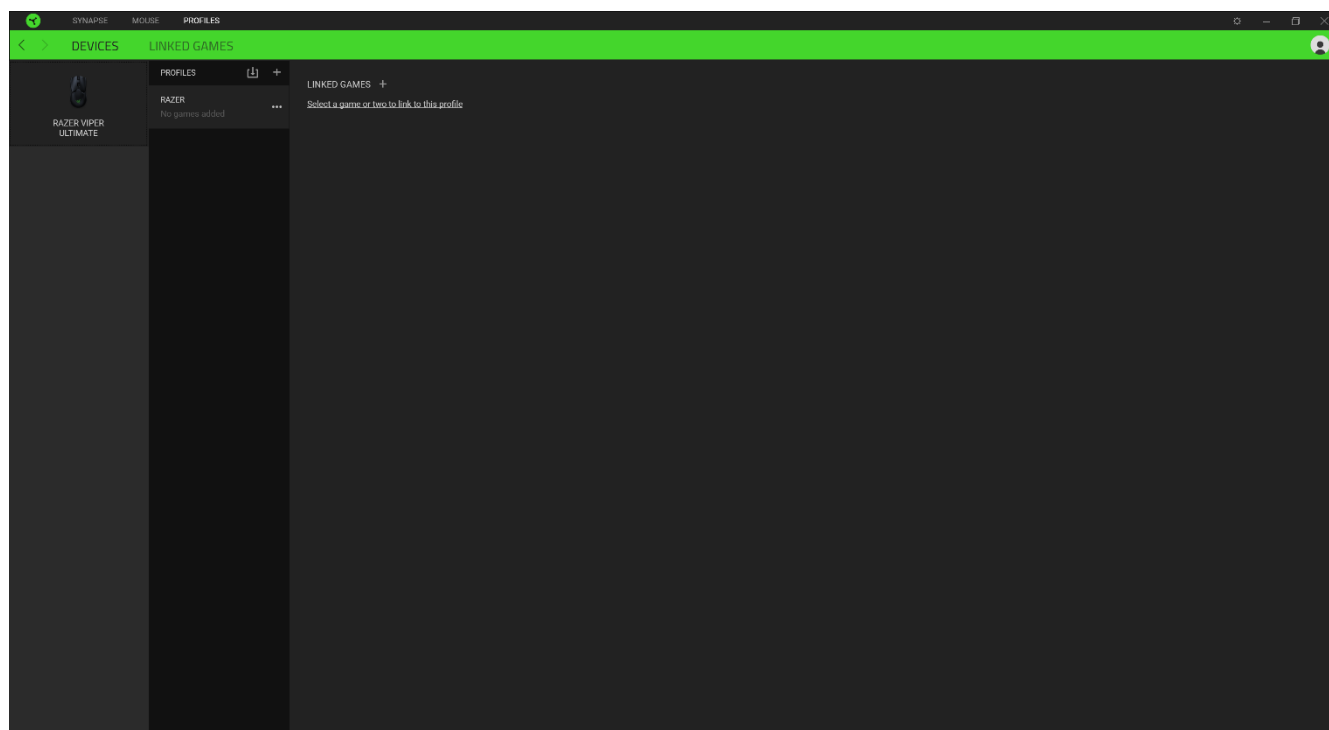 SYNAPSE MOUSE PROFILES
DEVICES LINKED GAMES
RAZER VIPER
ULTIMATE
PROFILES
RAZER
No games added
LINKED GAMES
Select a game or two to link to this profile